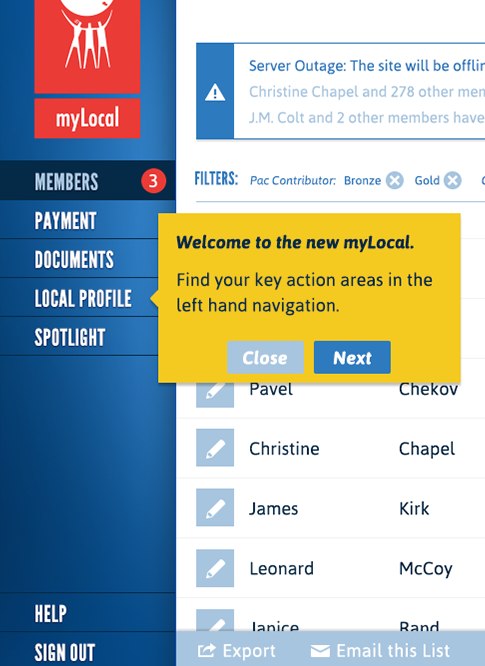 myLocal
MEMBERS 3
PAYMENT
DOCUMENTS
LOCAL PROFILE
SPOTLIGHT
HELP
SIGN OUT
Server Outage: The site will be offlin
Christine Chapel and 278 other mem
J.M. Colt and 2 other members have
FILTERS: Pac Contributor: Bronze Gold
Welcome to the new myLocal.
Find your key action areas in the
left hand navigation.
Close Next
Pavel Chekov
Christine Chapel
James Kirk
Leonard McCoy
Janice Rand
Export Email this List